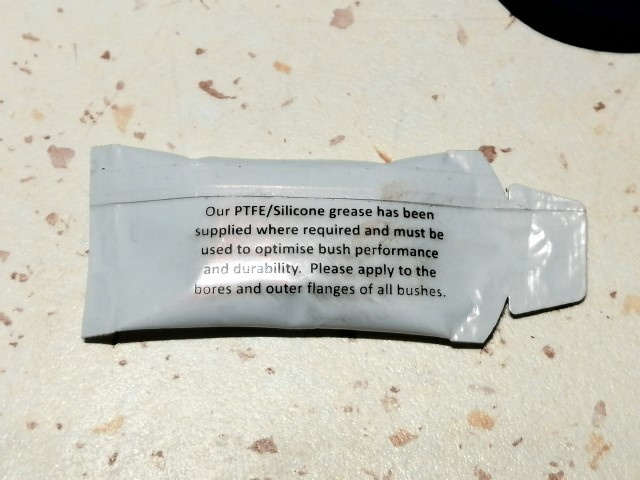 Our PTFE/Silicone grease has been
supplied where required and must be
used to optimise bush performance
and durability.  Please apply to the
bores and outer flanges of all bushes.